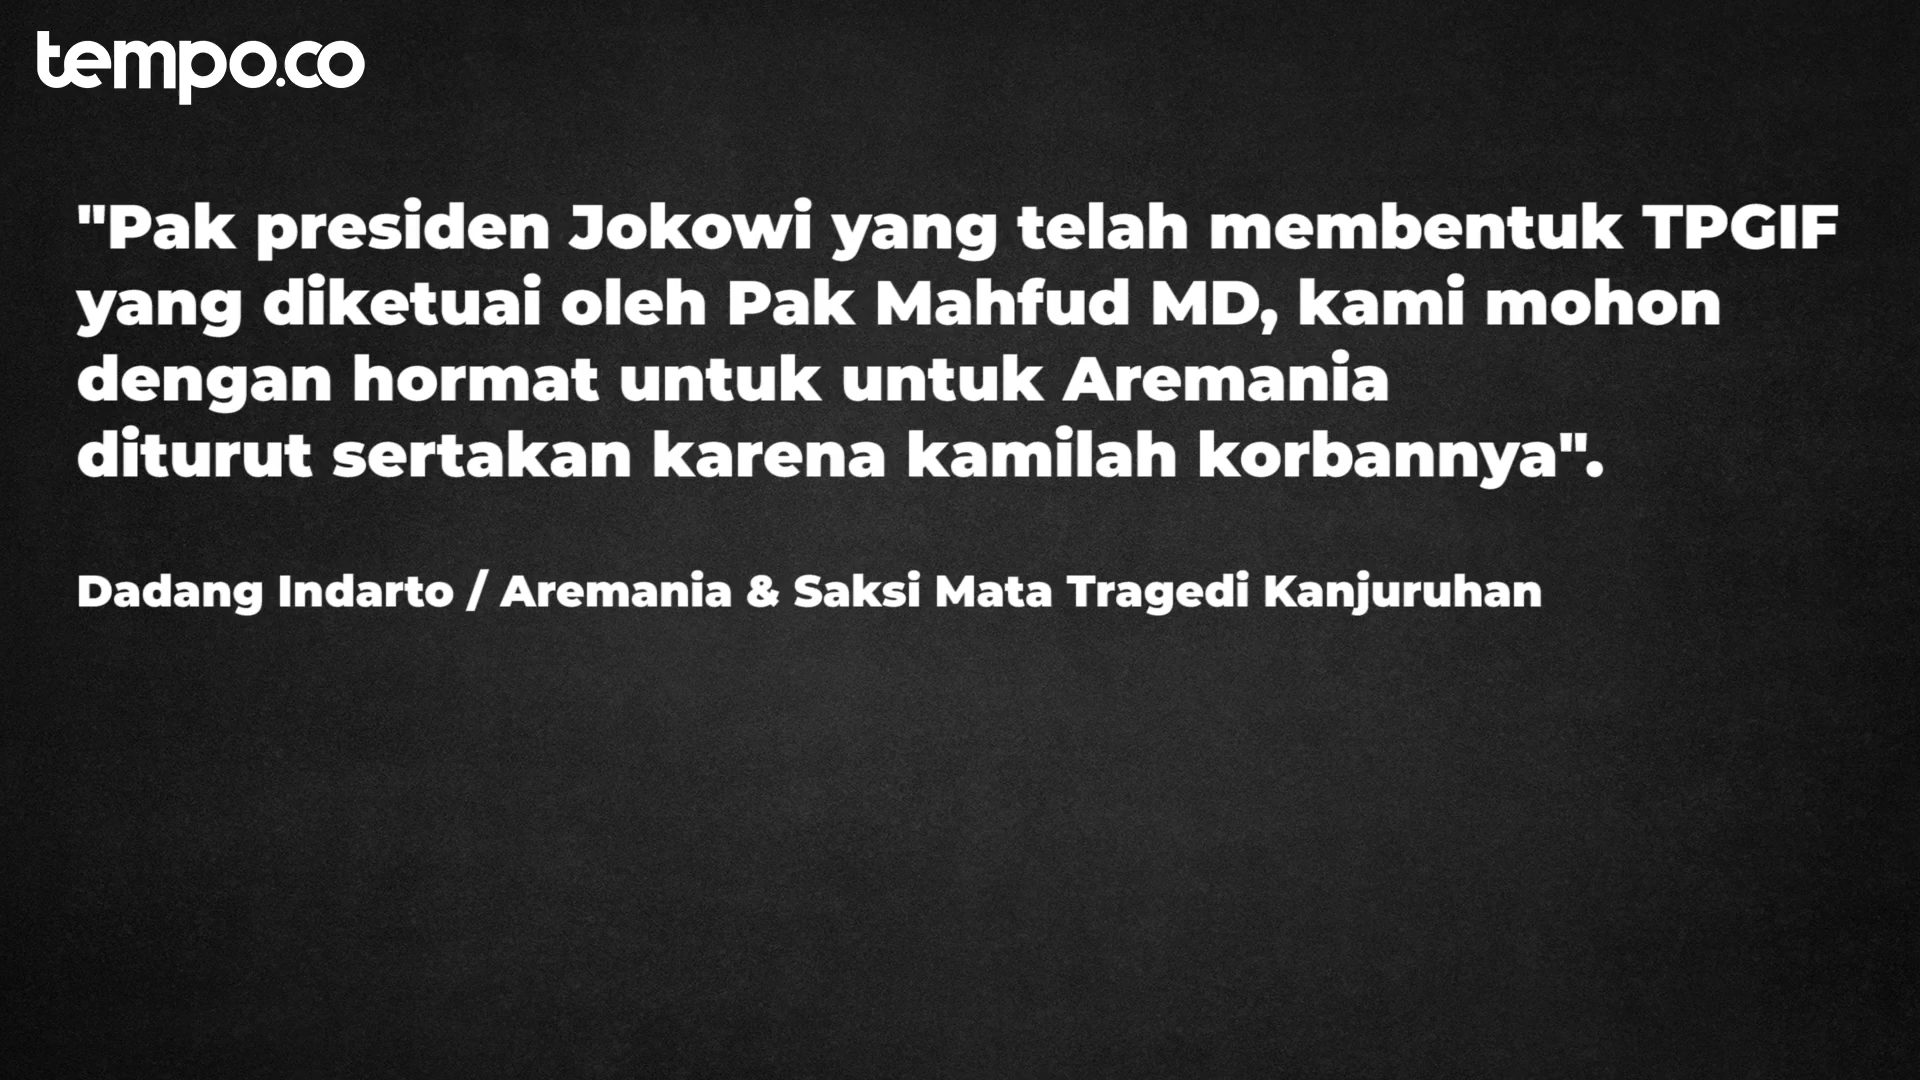 tempo.co
"Pak presiden Jokowi yang telah membentuk TPGIF
yang diketuai oleh Pak Mahfud MD, kami mohon
dengan hormat untuk untuk Aremania
diturut sertakan karena kamilah korbannya".
Dadang Indarto / Aremania & Saksi Mata Tragedi Kanjuruhan